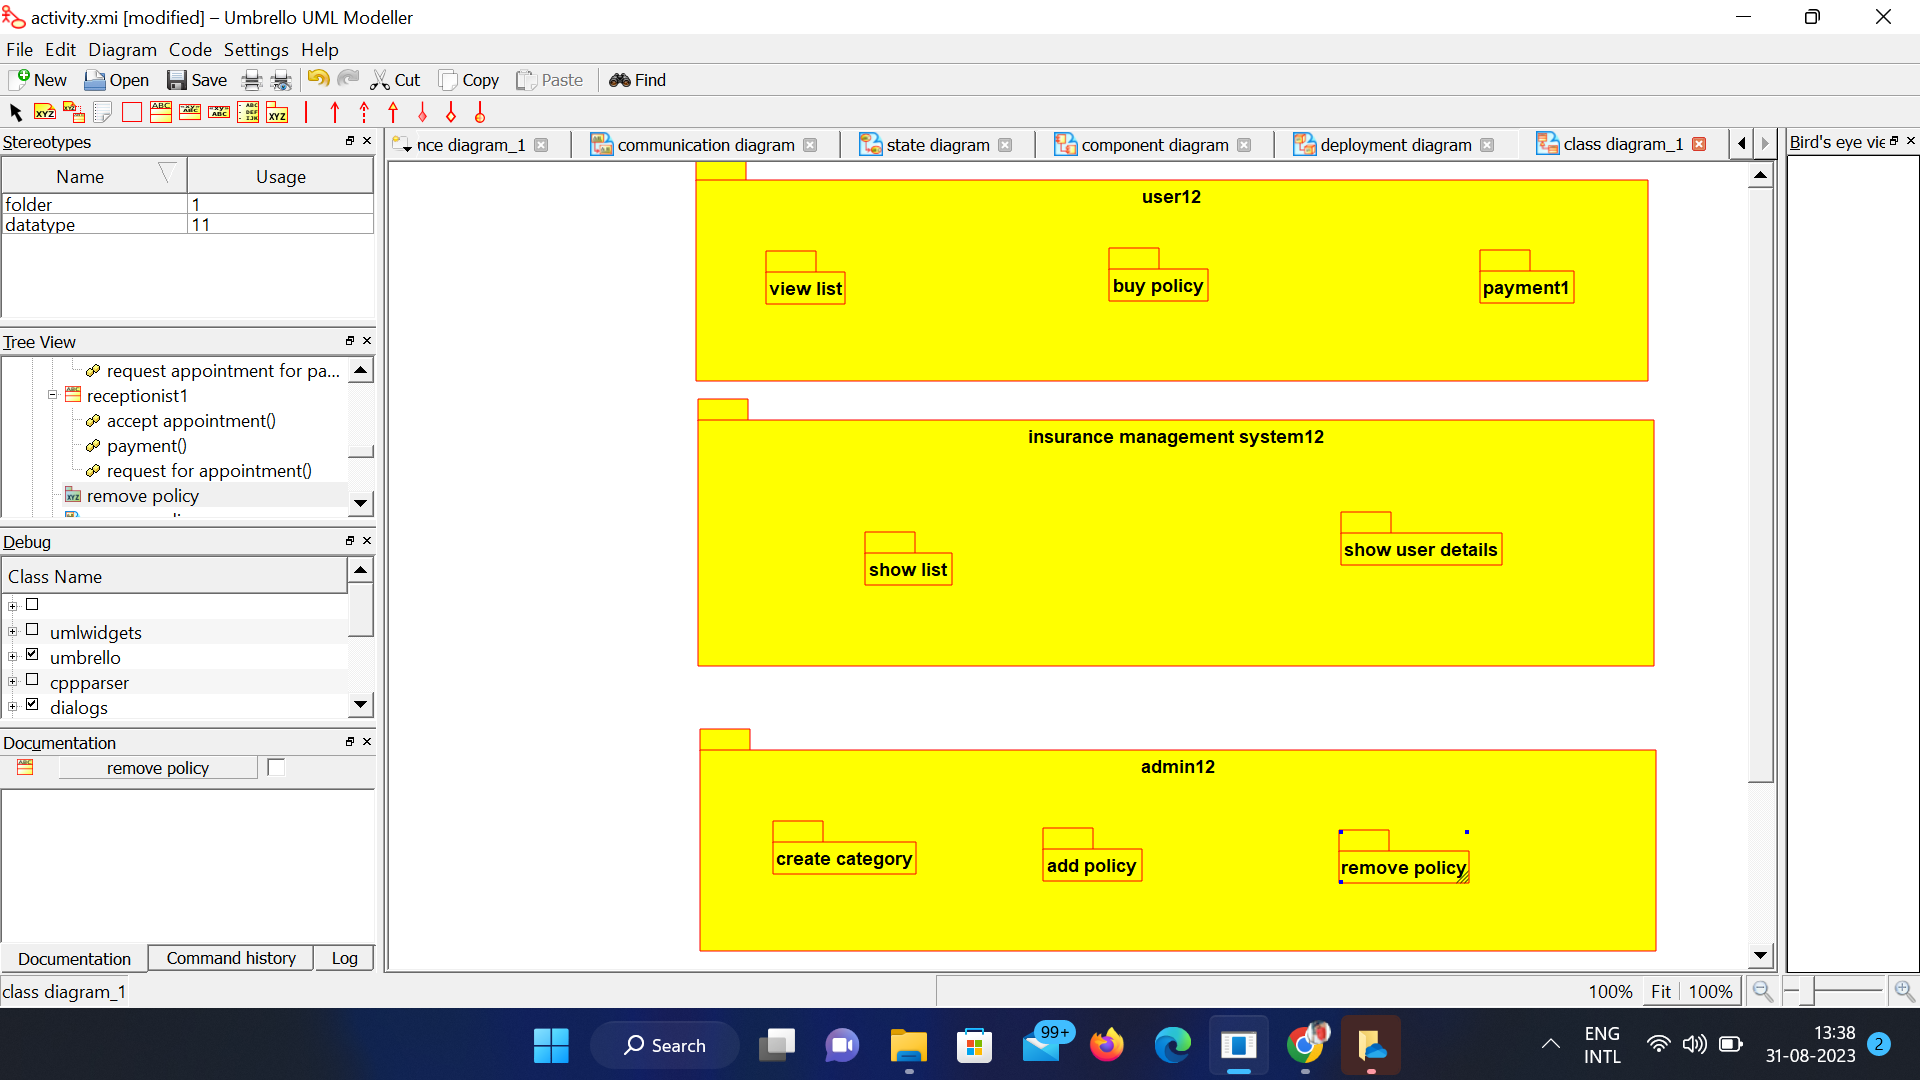 activity.xmi [modified] – Umbrello UML Modeller
File Edit Diagram Code Settings Help
New Open Save Cut Copy Paste Find
Stereotypes
Name Usage
folder 1
datatype 11
Tree View
request appointment for pa...
receptionist1
accept appointment()
payment()
request for appointment()
remove policy
Debug
Class Name
umlwidgets
umbrello
cppparser
dialogs
Documentation
remove policy
Documentation Command history Log
class diagram_1
nce diagram_1 communication diagram state diagram component diagram deployment diagram class diagram_1
user12
view list
buy policy
payment1
insurance management system12
show list
show user details
admin12
create category
add policy
remove policy
Bird's eye vie
100% Fit 100%
Search
99+
ENG
INTL
13:38
31-08-2023
2